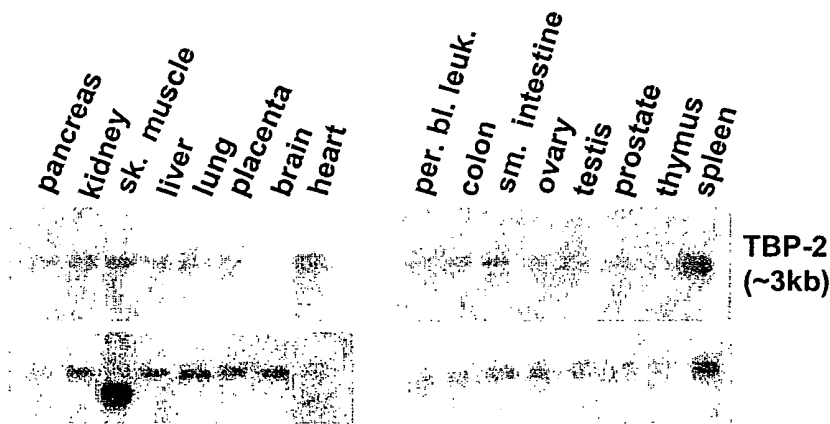 pancreas
kidney
sk. muscle
liver
lung
placenta
brain
heart
per. bl. leuk.
colon
sm. intestine
ovary
testis
prostate
thymus
spleen
TBP-2
(~3kb)